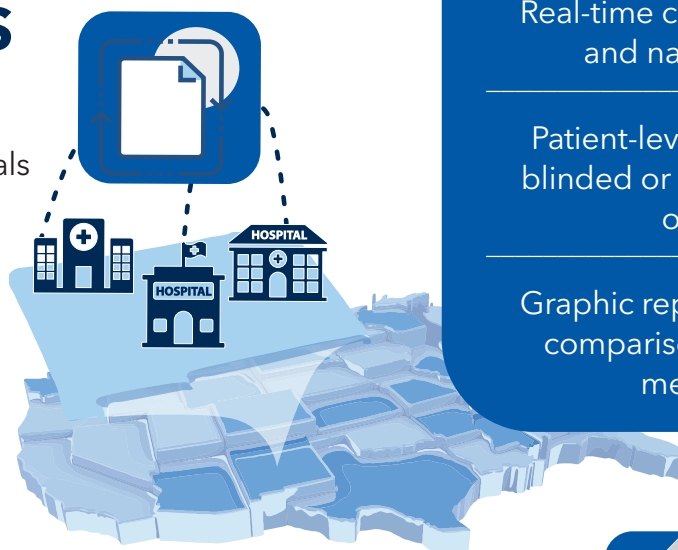 s
als
HOSPITAL
HOSPITAL
Real-time c
and na
Patient-lev
blinded or
o
Graphic rep
comparis
me